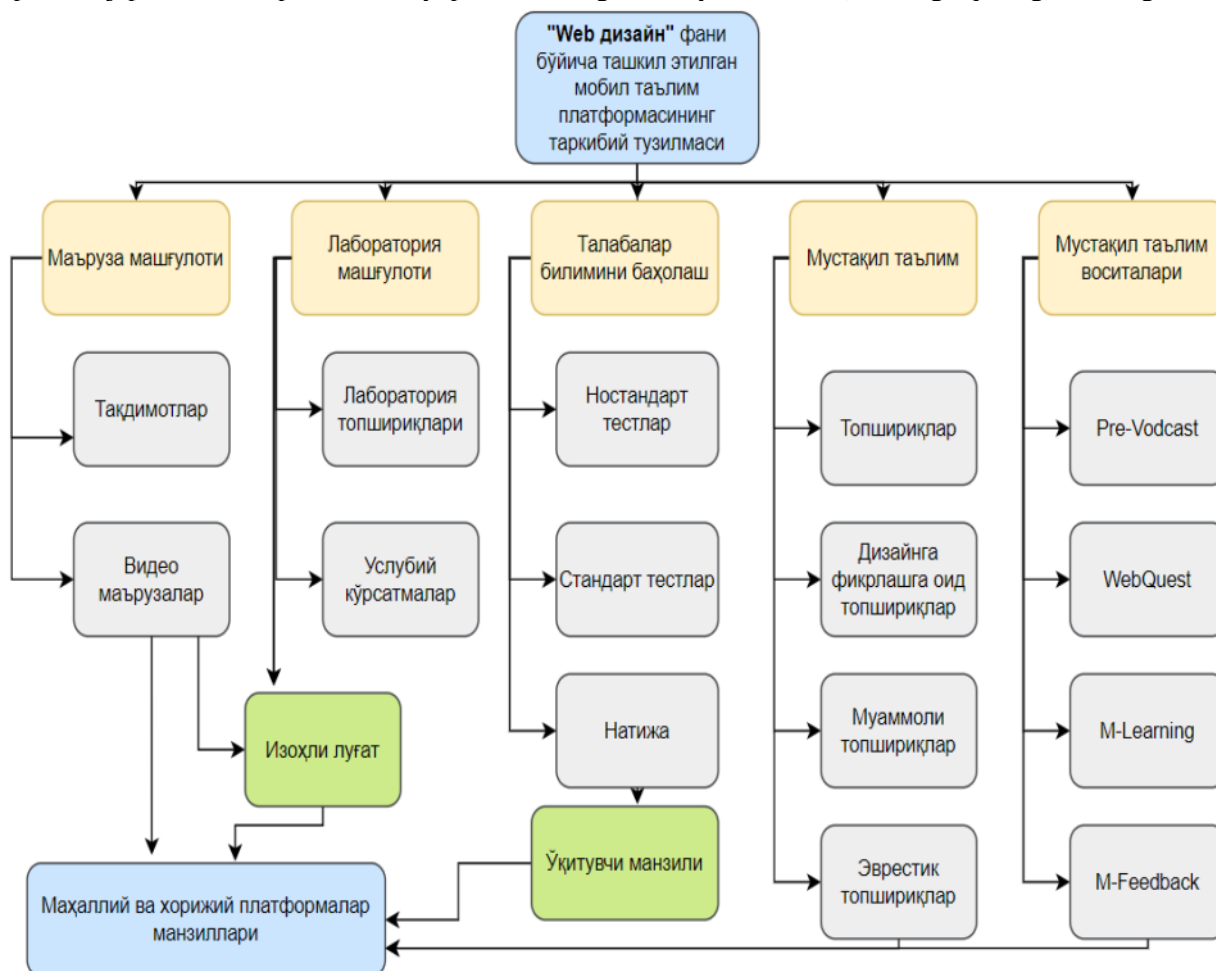 "Web дизайн" фани
бўйича ташкил этилган
мобил таълим
платформасининг
таркибий тузилмаси
Маъруза машғулоти
Лаборатория
машғулоти
Талабалар
билимини баҳолаш
Мустақил таълим
Мустақил таълим
воситалари
Тақдимотлар
Лаборатория
топшириқлари
Ностандарт
тестлар
Топшириқлар
Pre-Vodcast
Видео
маърузалар
Услубий
кўрсатмалар
Стандарт тестлар
Дизайнга
фикрлашга оид
топшириқлар
WebQuest
Изоҳли луғат
Натижа
Муаммоли
топшириқлар
M-Learning
Маҳаллий ва хорижий платформалар
манзиллари
Ўқитувчи манзили
Эврестик
топшириқлар
M-Feedback